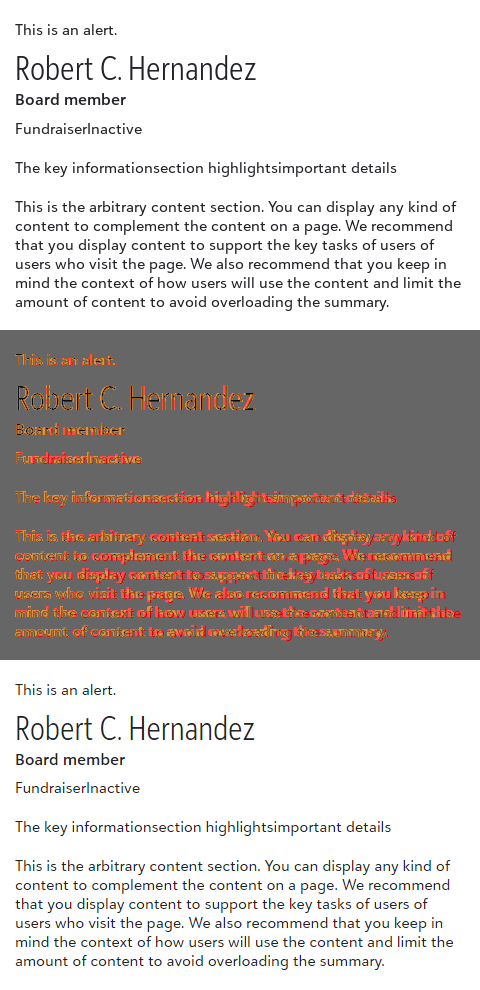 This is an alert.
Robert C. Hernandez
Board member
FundraiserInactive
The key informationsection highlightsimportant details
This is the arbitrary content section. You can display any kind of
content to complement the content on a page. We recommend
that you display content to support the key tasks of users of
users who visit the page. We also recommend that you keep in
mind the context of how users will use the content and limit the
amount of content to avoid overloading the summary.
This is an alert.
Robert C. Hernandez
Board member
FundraiserInactive
The key informationsection highlightsimportant details
This is the arbitrary content section. You can display any kind of
content to complement the content on a page. We recommend
that you display content to support the key tasks of users of
users who visit the page. We also recommend that you keep in
mind the context of how users will use the content and limit the
amount of content to avoid overloading the summary.
This is an alert.
Robert C. Hernandez
Board member
FundraiserInactive
The key informationsection highlightsimportant details
This is the arbitrary content section. You can display any kind of
content to complement the content on a page. We recommend
that you display content to support the key tasks of users of
users who visit the page. We also recommend that you keep in
mind the context of how users will use the content and limit the
amount of content to avoid overloading the summary.